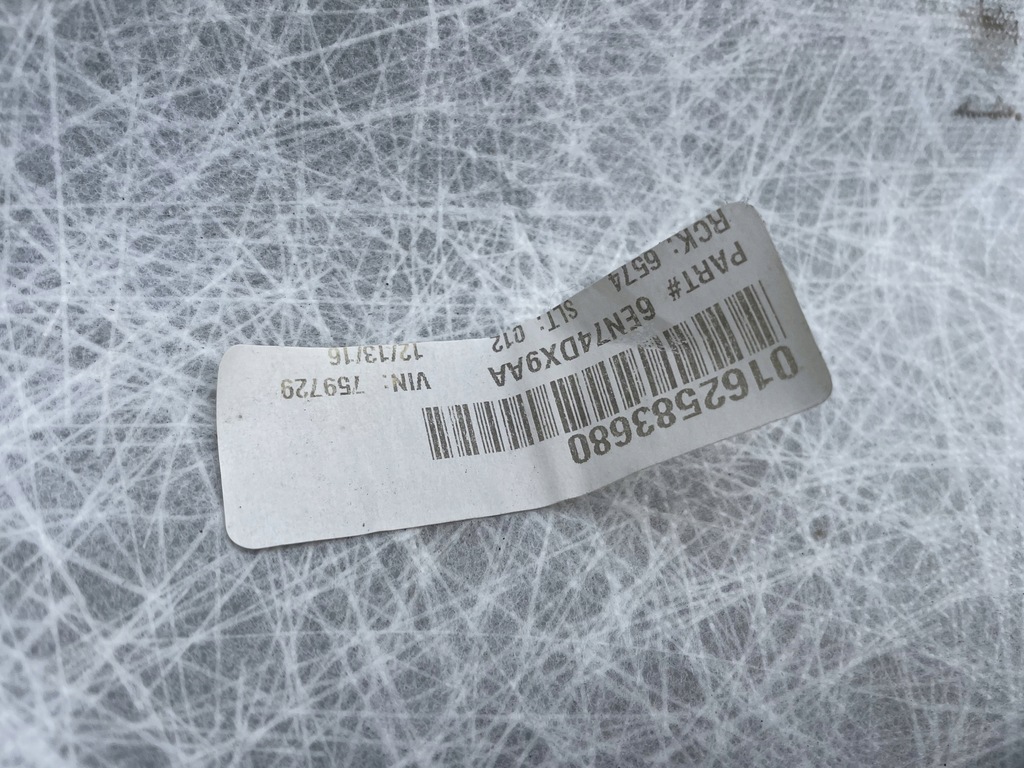 0162583680
PART# 6EN74DX9AA
RCK: 6574 SLT: 012
VIN: 759729
12/13/16